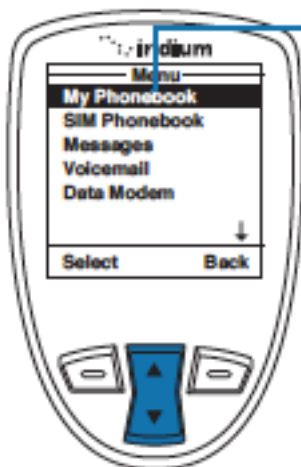 iridium
Menu
My Phonebook
SIM Phonebook
Messages
Voicemail
Data Modem
↓
Select Back